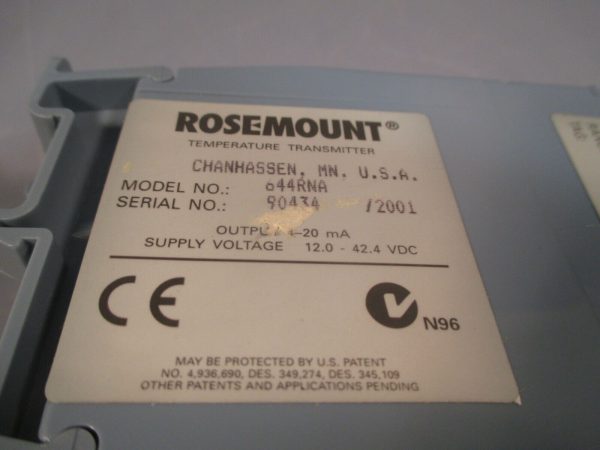 ROSEMOUNT®
TEMPERATURE TRANSMITTER
CHANHASSEN, MN. U.S.A.
MODEL NO.: 644RNA
SERIAL NO.: 90434 /2001
4–20 mA
SUPPLY VOLTAGE 12.0 - 42.4 VDC
CE
N96
MAY BE PROTECTED BY U.S. PATENT
NO. 4,936,690, DES. 349,274, DES. 345,109
OTHER PATENTS AND APPLICATIONS PENDING